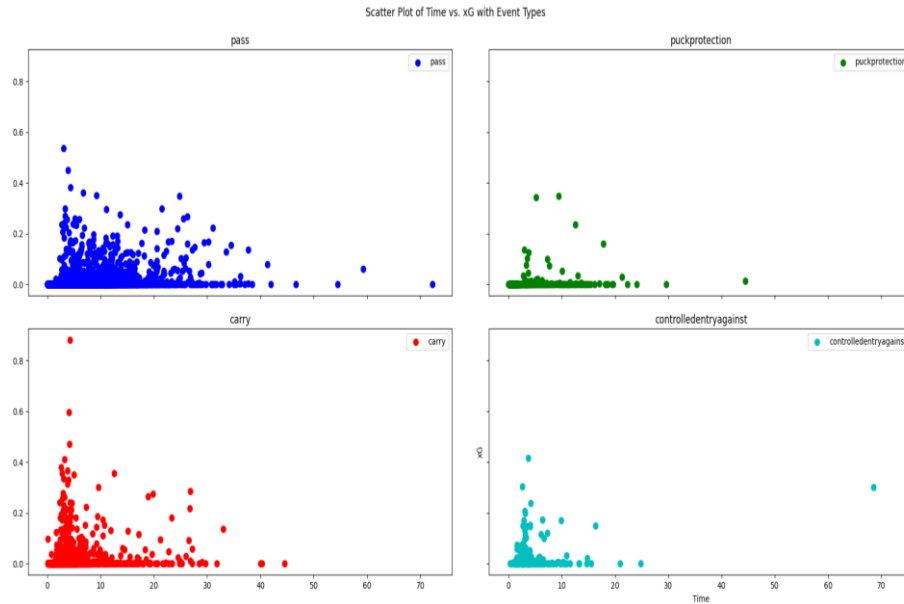 Scatter Plot of Time vs. xG with Event Types
pass
puckprotection
pass
puckprotection
0.8
0.6
0.4
0.2
0.0
carry
controlledentryagainst
carry
controlledentryagainst
0.8
0.6
0.4
0.2
0.0
xG
0 10 20 30 40 50 60 70
0 10 20 30 40 50 60 70
Time